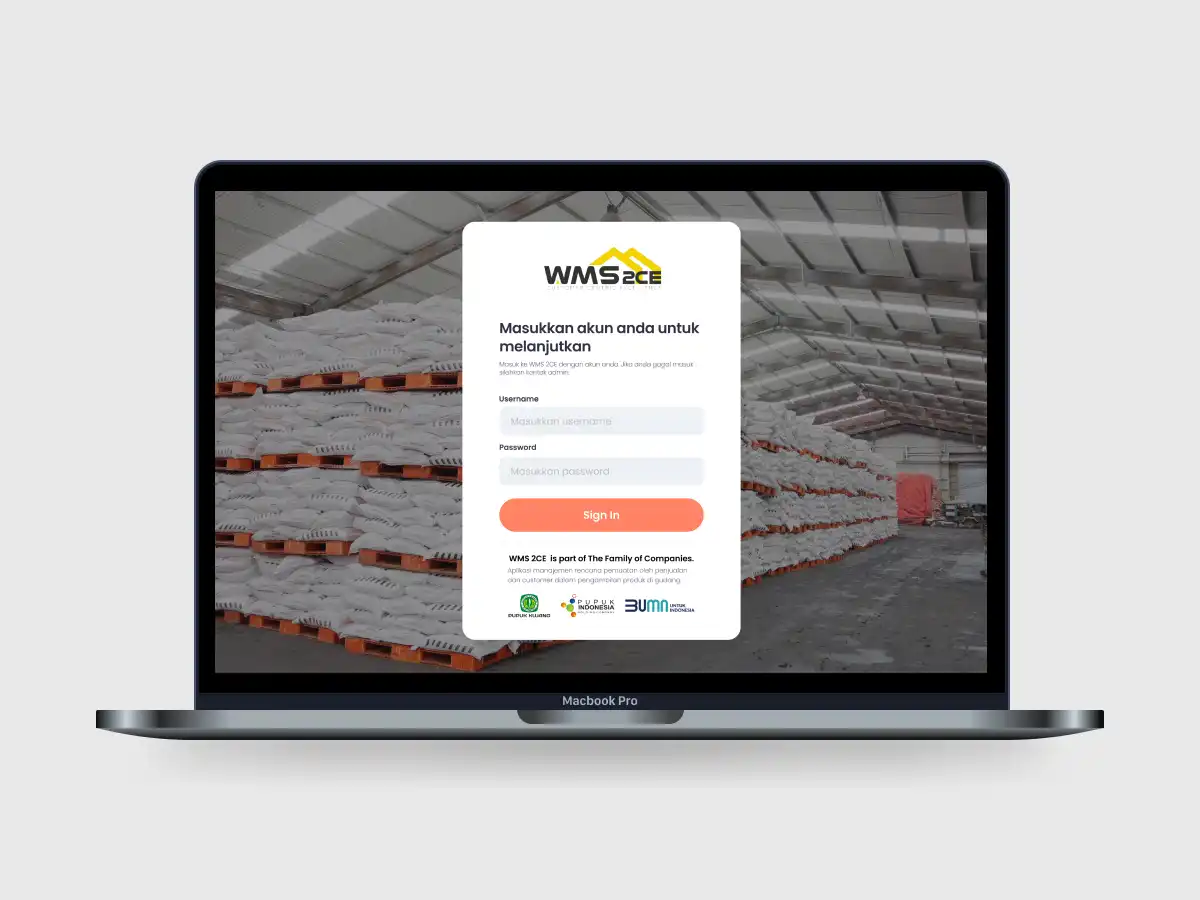 WMS 2CE
Masukkan akun anda untuk
melanjutkan
Masuk ke WMS 2CE dengan akun anda. Jika anda gagal masuk
silahkan kontak admin.
Username
Masukkan username
Password
Masukkan password
Sign In
WMS 2CE is part of The Family of Companies.
Aplikasi manajemen rencana pemuatan oleh penjualan
dan customer dalam pengambilan produk di gudang
PUPUK KUJANG
PUPUK
INDONESIA
BUMN
UNTUK
INDONESIA
Macbook Pro